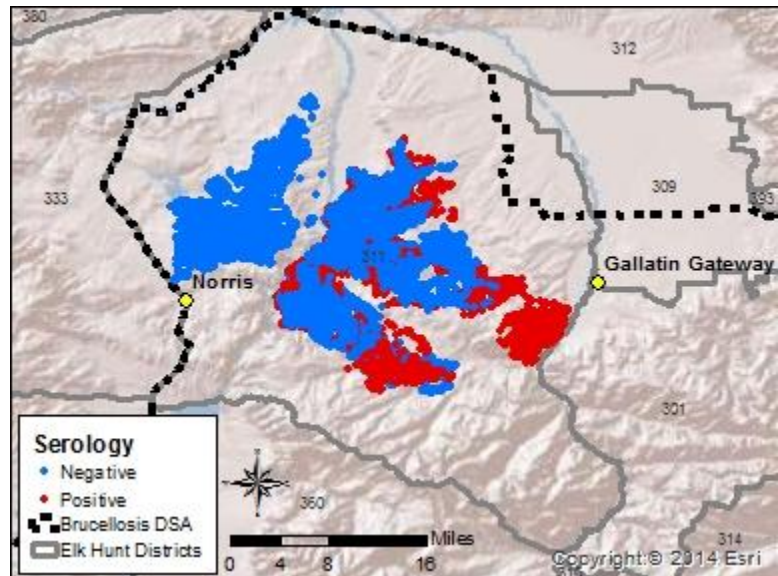 380
312
333
309
393
311
Norris
Gallatin Gateway
301
Serology
Negative
Positive
Brucellosis DSA
Elk Hunt Districts
360
Miles
0 4 8 16
314
Copyright:© 2014 Esri